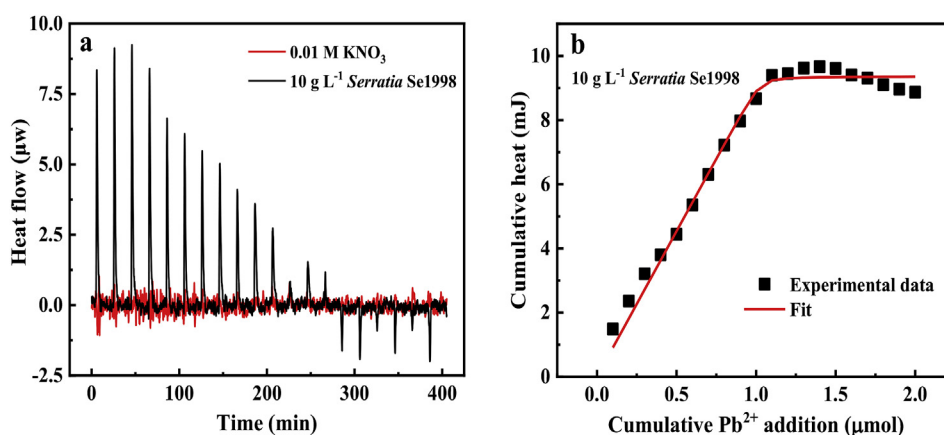 a
0.01 M KNO₃
10 g L⁻¹ Serratia Se1998
Heat flow (μw)
10.0
7.5
5.0
2.5
0.0
-2.5
0
100
200
300
400
Time (min)
b
10 g L⁻¹ Serratia Se1998
Experimental data
Fit
Cumulative heat (mJ)
10
8
6
4
2
0
0.0
0.5
1.0
1.5
2.0
Cumulative Pb²⁺ addition (μmol)